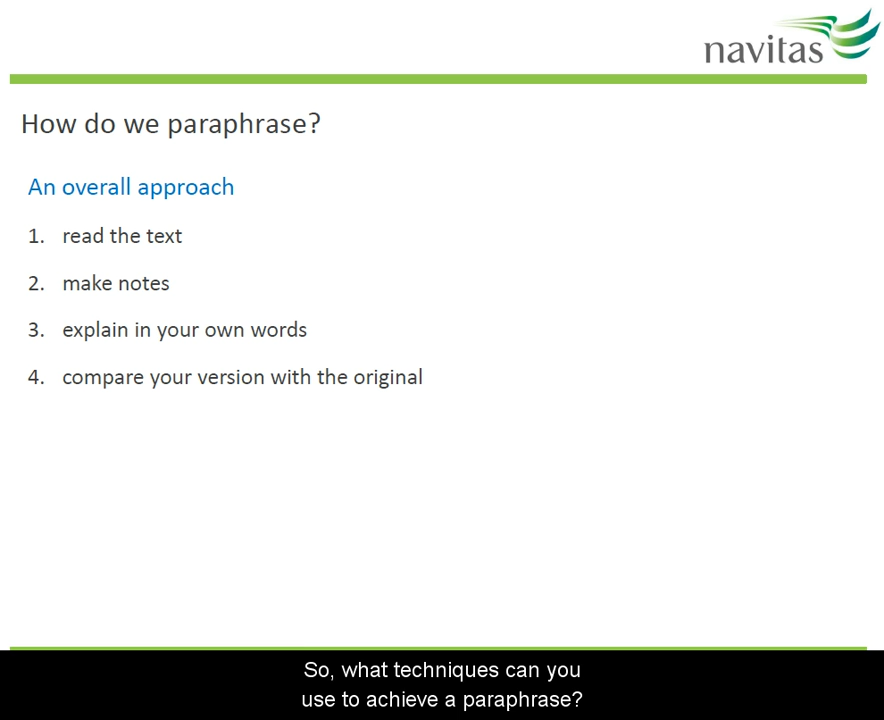 navitas
How do we paraphrase?
An overall approach
1. read the text
2. make notes
3. explain in your own words
4. compare your version with the original
So, what techniques can you
use to achieve a paraphrase?